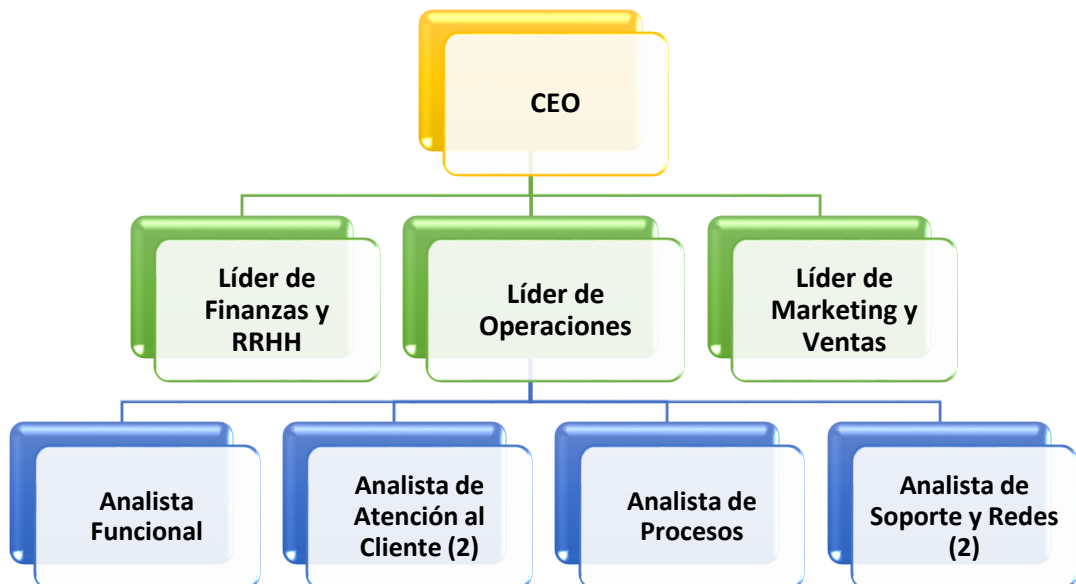 CEO
Líder de
Finanzas y
RRHH
Líder de
Operaciones
Líder de
Marketing y
Ventas
Analista
Funcional
Analista de
Atención al
Cliente (2)
Analista de
Procesos
Analista de
Soporte y Redes
(2)